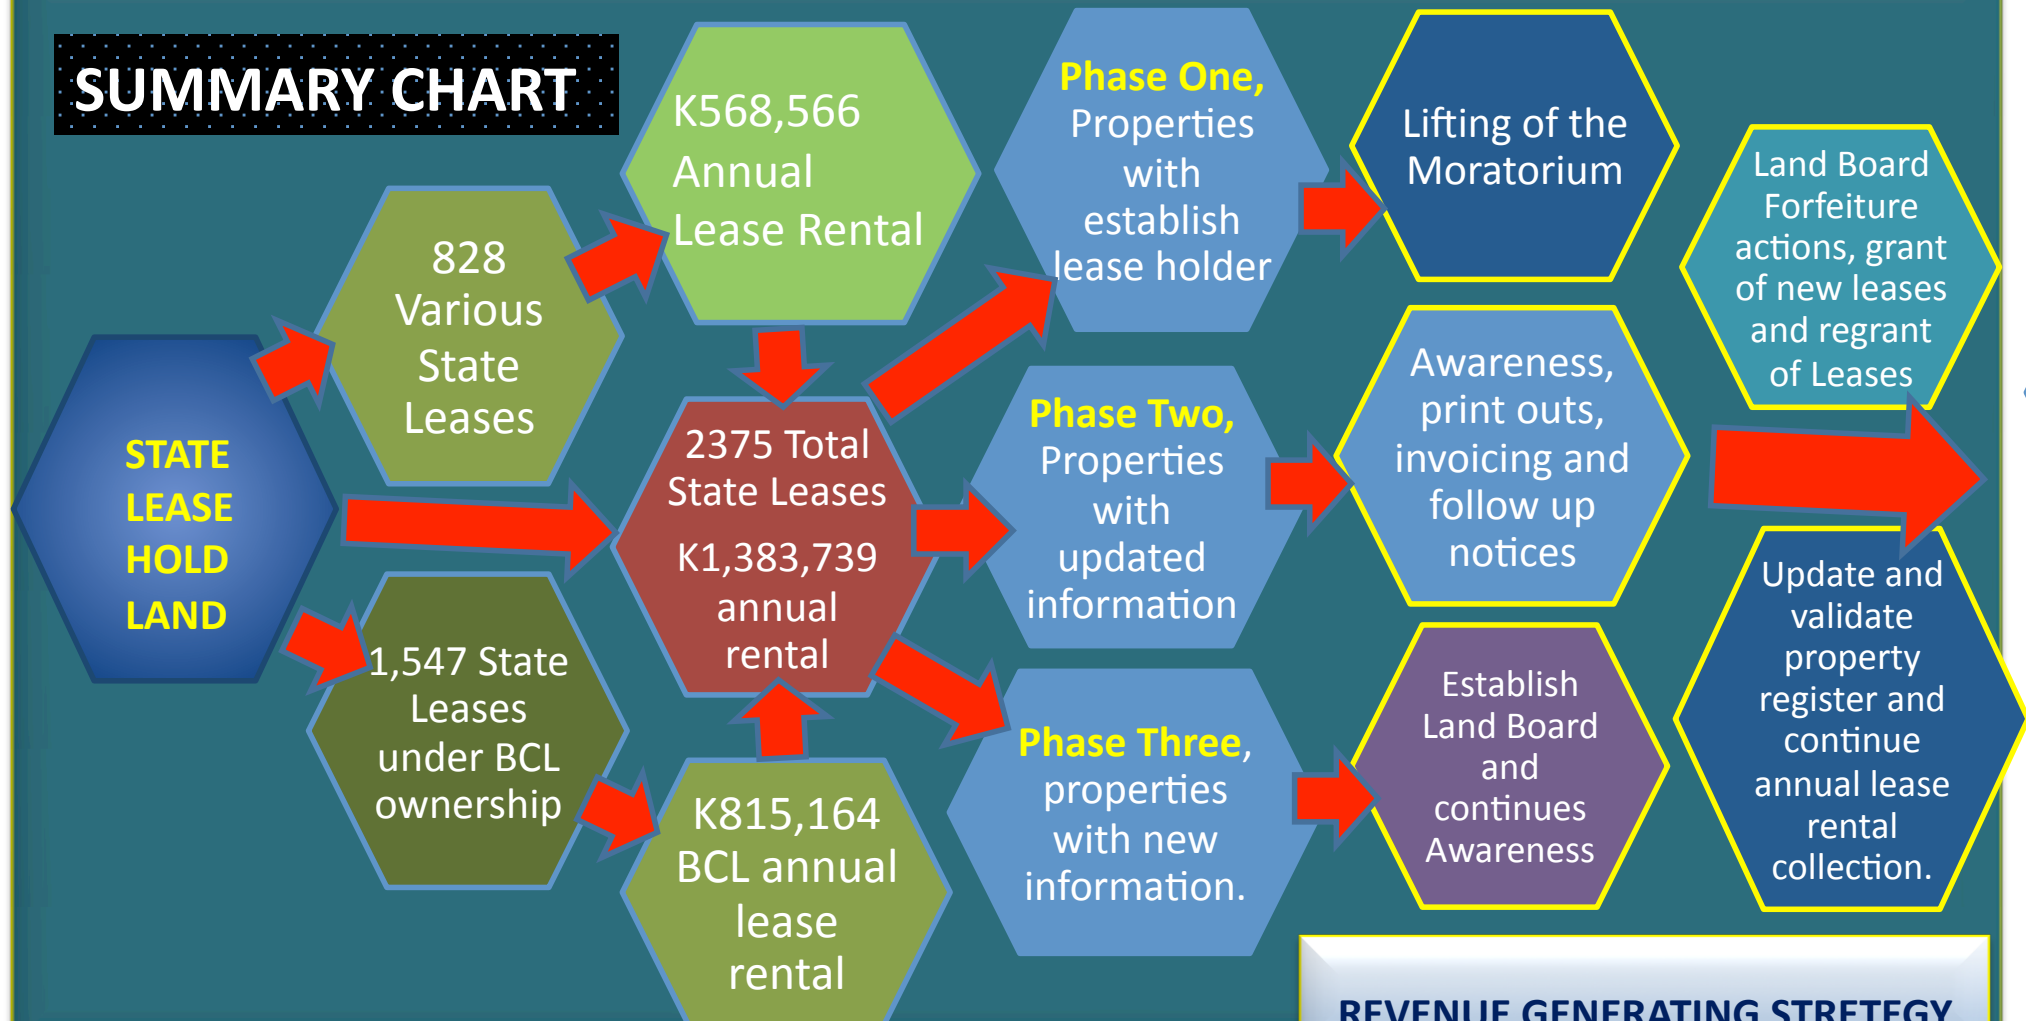 SUMMARY CHART
STATE
LEASE
HOLD
LAND
828
Various
State
Leases
1,547 State
Leases
under BCL
ownership
K568,566
Annual
Lease Rental
2375 Total
State Leases
K1,383,739
annual
rental
K815,164
BCL annual
lease
rental
Phase One,
Properties
with
establish
lease holder
Phase Two,
Properties
with
updated
information
Phase Three,
properties
with new
information.
Lifting of the
Moratorium
Awareness,
print outs,
invoicing and
follow up
notices
Establish
Land Board
and
continues
Awareness
Land Board
Forfeiture
actions, grant
of new leases
and regrant
of Leases
Update and
validate
property
register and
continue
annual lease
rental
collection.
REVENUE GENERATING STRETEGY